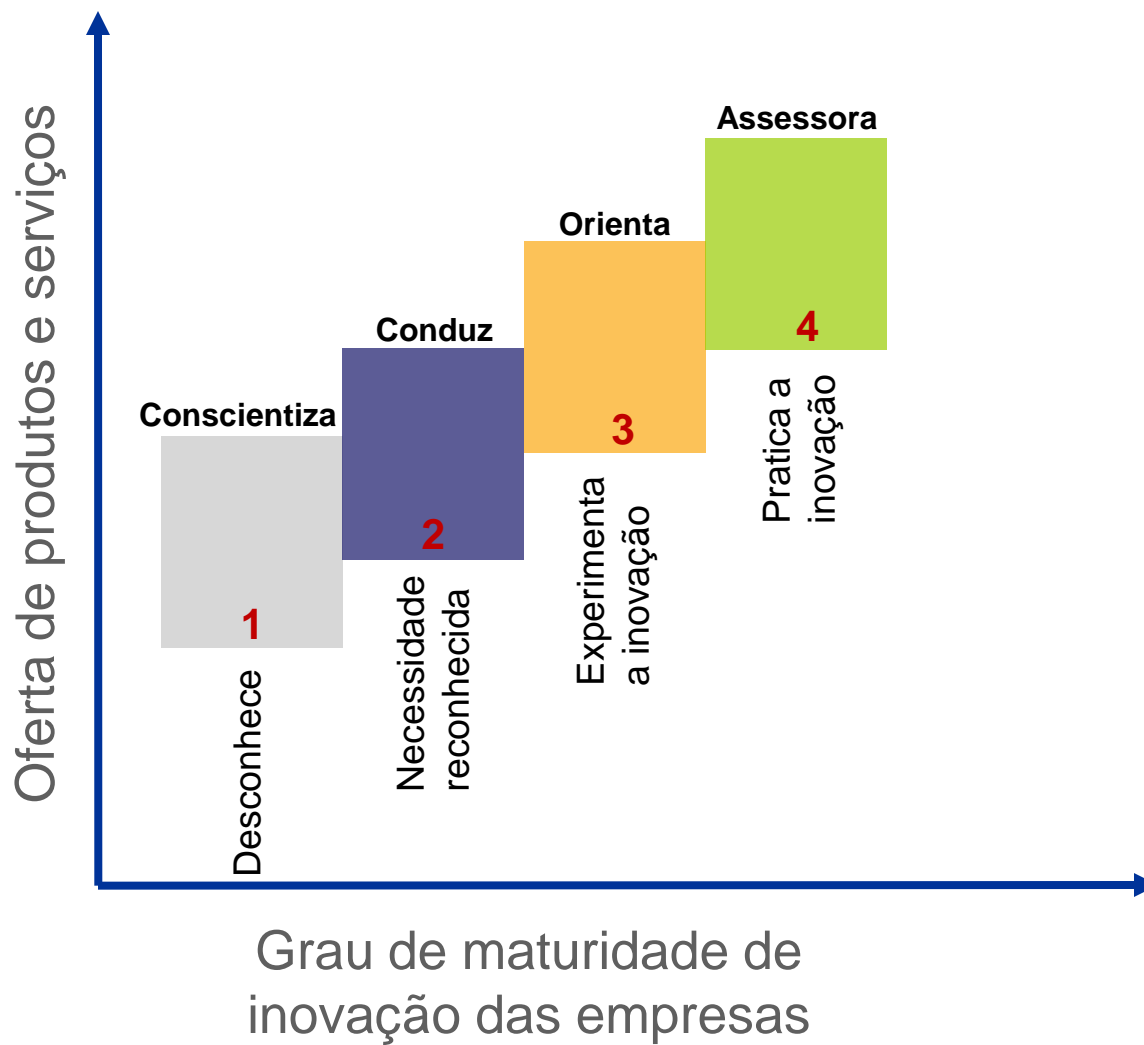 Oferta de produtos e serviços
Assessora
4
Pratica a
inovação
Orienta
3
Experimenta
a inovação
Conduz
2
Necessidade
reconhecida
Conscientiza
1
Desconhece
Grau de maturidade de
inovação das empresas